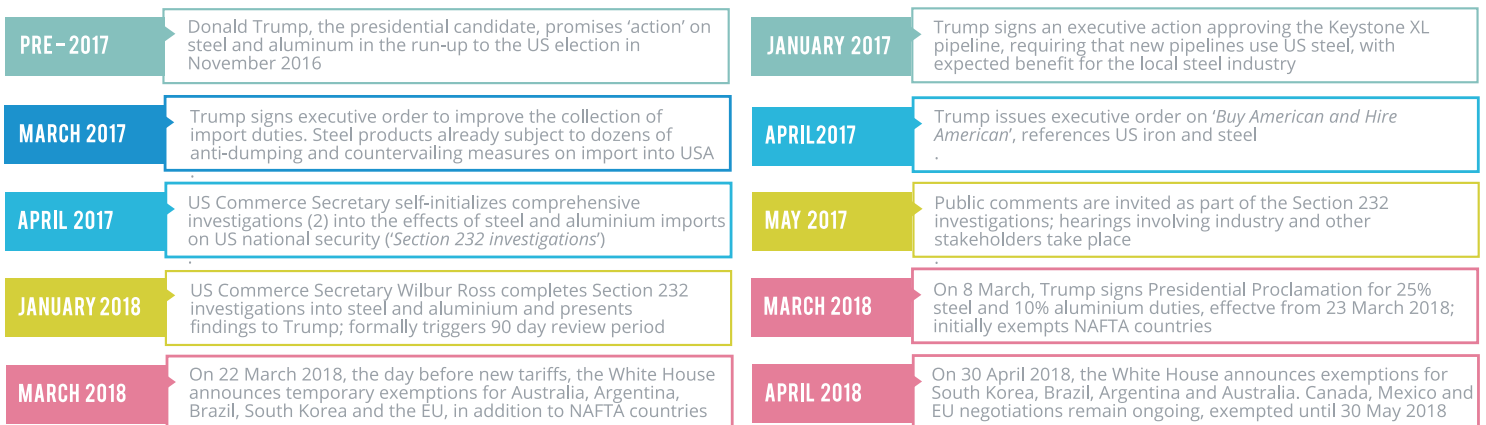 PRE – 2017
Donald Trump, the presidential candidate, promises ‘action’ on
steel and aluminum in the run-up to the US election in
November 2016
JANUARY 2017
Trump signs an executive action approving the Keystone XL
pipeline, requiring that new pipelines use US steel, with
expected benefit for the local steel industry
MARCH 2017
Trump signs executive order to improve the collection of
import duties. Steel products already subject to dozens of
anti-dumping and countervailing measures on import into USA
.
APRIL2017
Trump issues executive order on ‘Buy American and Hire
American’, references US iron and steel
.
APRIL 2017
US Commerce Secretary self-initializes comprehensive
investigations (2) into the effects of steel and aluminium imports
on US national security (‘Section 232 investigations’)
.
MAY 2017
Public comments are invited as part of the Section 232
investigations; hearings involving industry and other
stakeholders take place
.
JANUARY 2018
US Commerce Secretary Wilbur Ross completes Section 232
investigations into steel and aluminium and presents
findings to Trump; formally triggers 90 day review period
MARCH 2018
On 8 March, Trump signs Presidential Proclamation for 25%
steel and 10% aluminium duties, effectve from 23 March 2018;
initially exempts NAFTA countries
MARCH 2018
On 22 March 2018, the day before new tariffs, the White House
announces temporary exemptions for Australia, Argentina,
Brazil, South Korea and the EU, in addition to NAFTA countries
APRIL 2018
On 30 April 2018, the White House announces exemptions for
South Korea, Brazil, Argentina and Australia. Canada, Mexico and
EU negotiations remain ongoing, exempted until 30 May 2018